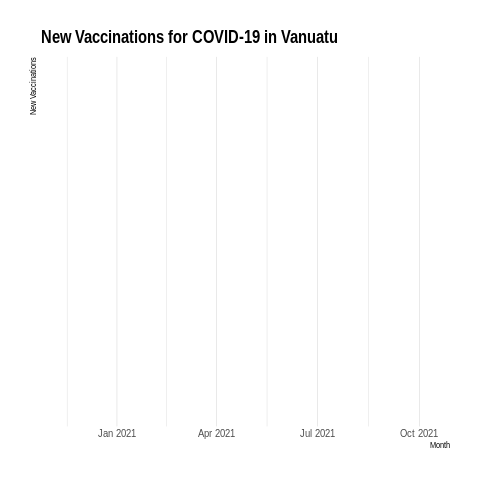 New Vaccinations for COVID-19 in Vanuatu
New Vaccinations
Jan 2021 Apr 2021 Jul 2021 Oct 2021
Month